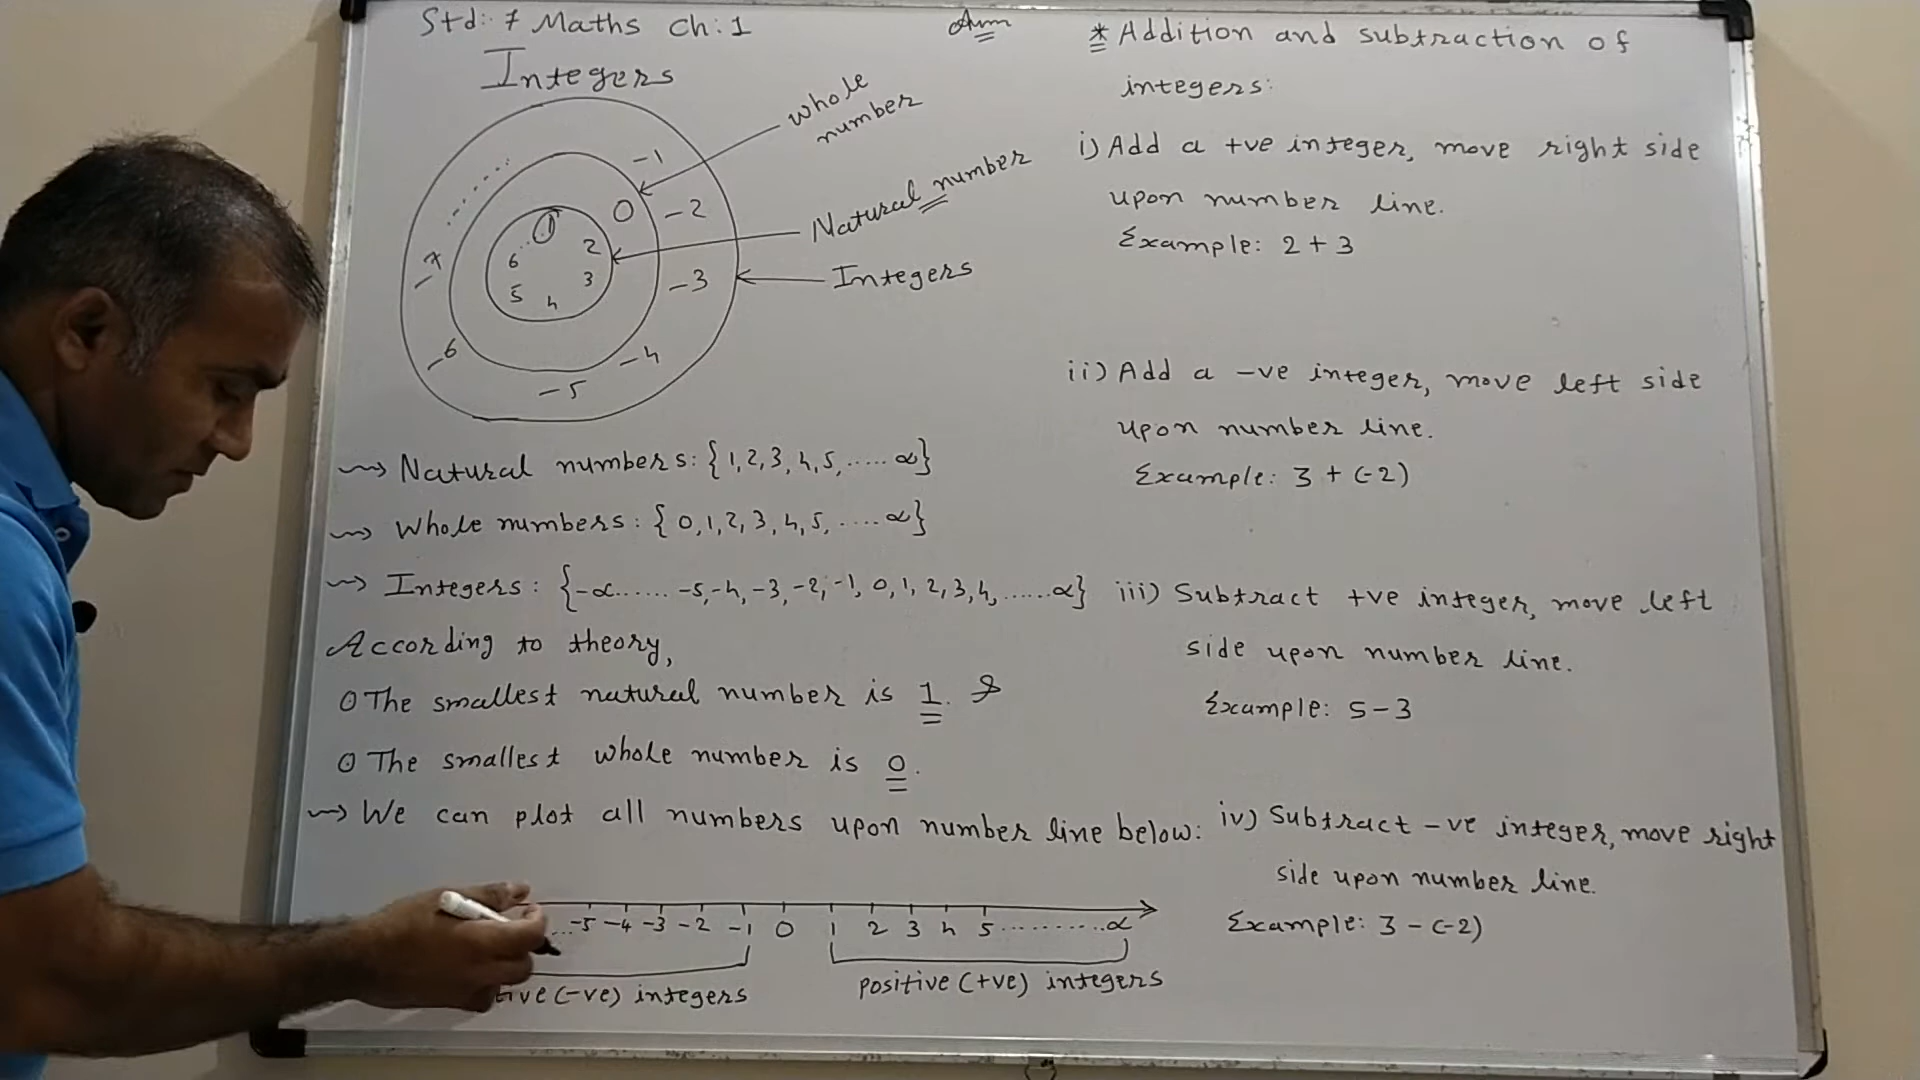 Std:- 7 Maths Ch: 1
Integers
whole
number
Natural number
Integers
-1
0 -2
1
6 2
-7 3 -3
5 4
-6 -4
-5
Natural numbers: {1, 2, 3, 4, 5, ..... ∝}
Whole numbers: {0, 1, 2, 3, 4, 5, ..... ∝}
Integers: {-∝...... -5, -4, -3, -2, -1, 0, 1, 2, 3, 4, ......∝}
According to theory,
The smallest natural number is 1.
The smallest whole number is 0.
We can plot all numbers upon number line below:
...-5 -4 -3 -2 -1 0 1 2 3 4 5 ..........∝
tive (-ve) integers positive (+ve) integers
* Addition and subtraction of
integers:
i) Add a +ve integer, move right side
upon number line.
Example: 2 + 3
ii) Add a -ve integer, move left side
upon number line.
Example: 3 + (-2)
iii) Subtract +ve integer, move left
side upon number line.
Example: 5 - 3
iv) Subtract -ve integer, move right
side upon number line.
Example: 3 - (-2)